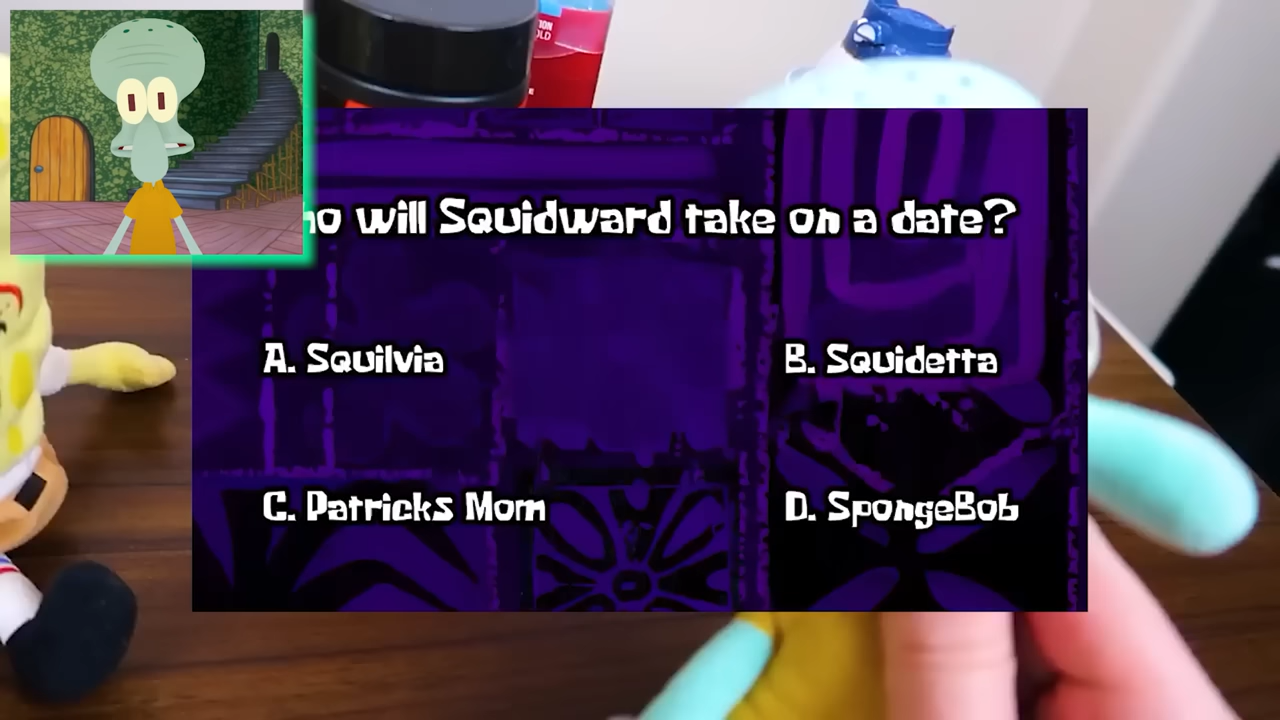 ho will Squidward take on a date?
A. Squilvia
B. Squidetta
C. Patricks Mom
D. SpongeBob